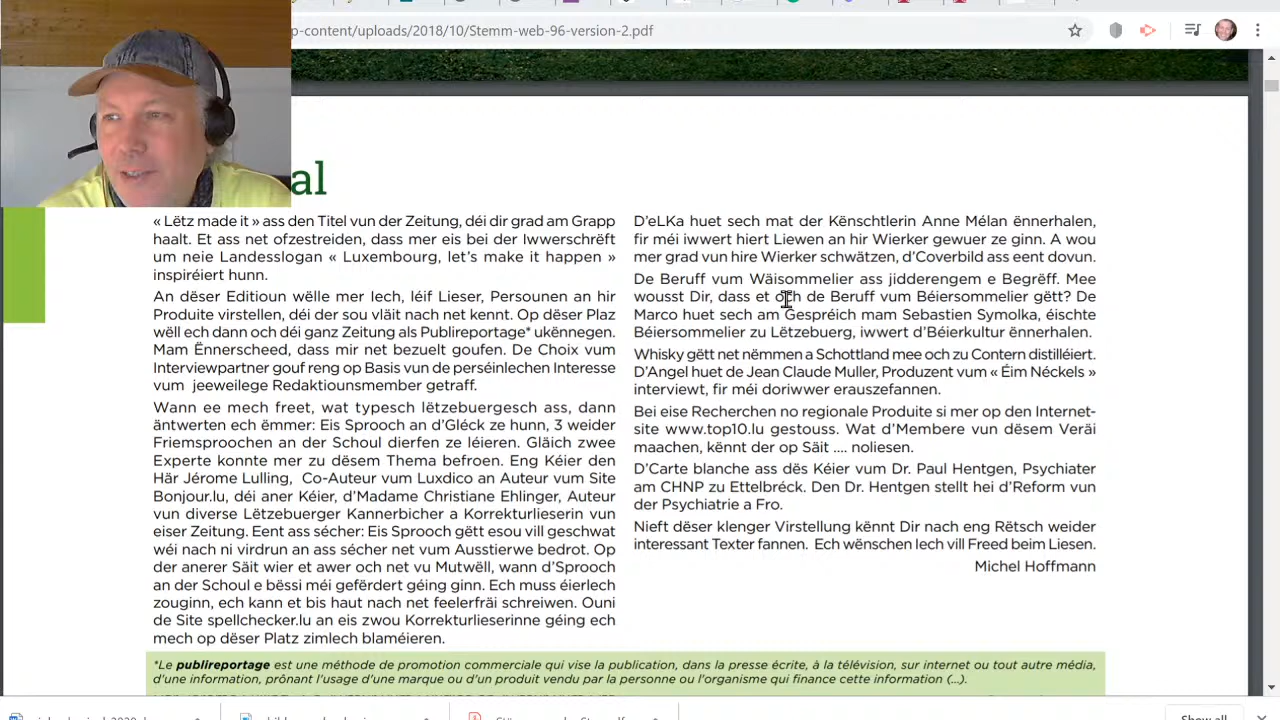 p-content/uploads/2018/10/Stemm-web-96-version-2.pdf
al
« Lëtz made it » ass den Titel vun der Zeitung, déi dir grad am Grapp
haalt. Et ass net ofzestreiden, dass mer eis bei der Iwwerschrëft
um neie Landesslogan « Luxembourg, let's make it happen »
inspiréiert hunn.
An dëser Editioun wëlle mer Iech, léif Lieser, Persounen an hir
Produite virstellen, déi der sou vläit net kennt. Op dëser Plaz
wëll ech dann och déi ganz Zeitung als Publireportage* ukënnegen.
Mam Ënnerscheed, dass mir net bezuelt goufen. De Choix vum
Interviewpartner gouf reng op Basis vun de perséinlechen Interesse
vum jeeweilege Redaktiounsmember getraff.
Wann ee mech freet, wat typesch lëtzebuergesch ass, dann
äntweren ech ëmmer: Eis Sprooch an d'Gléck ze hunn, 3 weider
Friemsproochen an der Schoul dierfen ze léieren. Gläich zwee
Experte konnte mer zu dësem Thema befroen. Eng Kéier den
Här Jérome Lulling, Co-Auteur vum Luxdico an Auteur vum Site
Bonjour.lu, déi aner Kéier, d'Madame Christiane Ehlinger, Auteur
vun diverse Lëtzebuerger Kannerbicher a Korrekturlieserin vun
eiser Zeitung. Eent ass sécher: Eis Sprooch gëtt esou vill geschwat
wéi nach ni virdrun an ass sécher net vum Ausstierwe bedrot. Op
der anerer Säit wier et awer och net vu Mutwëll, wann d'Sprooch
an der Schoul e bëssi méi gefërdert géing ginn. Ech muss éierlech
zouginn, ech kann et bis haut nach net feelerfräi schreiwen. Ouni
de Site spellchecker.lu an eis zwou Korrekturlieserinne géing ech
mech op dëser Platz zimlech blaméieren.
D'eLKa huet sech mat der Kënschtlerin Anne Mélan ënnerhalen,
fir méi iwwert hiert Liewen an hir Wierker gewuer ze ginn. A wou
mer grad vun hire Wierker schwätzen, d'Coverbild ass eent dovun.
De Beruff vum Wäisommelier ass jidderengem e Begrëff. Mee
wousst Dir, dass et och de Beruff vum Béiersommelier gëtt? De
Marco huet sech am Gespréich mam Sebastien Symolka, éischte
Béiersommelier zu Lëtzebuerg, iwwert d'Béierkultur ënnerhalen.
Whisky gëtt net nëmmen a Schottland mee och zu Contern distilléiert.
D'Angel huet de Jean Claude Muller, Produzent vum « Éim Néckels »
interviewt, fir méi doriwwer erauszefannen.
Bei eise Recherchen no regionale Produite si mer op den Internet-
site www.top10.lu gestouss. Wat d'Membere vun dësem Veräi
maachen, kënnt der op Säit .... noliesen.
D'Carte blanche ass dës Kéier vum Dr. Paul Hentgen, Psychiater
am CHNP zu Ettelbréck. Den Dr. Hentgen stellt hei d'Reform vun
der Psychiatrie a Fro.
Nieft dëser klenger Virstellung kënnt Dir nach eng Rëtsch weider
interessant Texter fannen. Ech wënschen Iech vill Freed beim Liesen.
Michel Hoffmann
*Le publireportage est une méthode de promotion commerciale qui vise la publication, dans la presse écrite, à la télévision, sur internet ou tout autre média,
d'une information, prônant l'usage d'une marque ou d'un produit vendu par la personne ou l'organisme qui finance cette information (...).
Show all